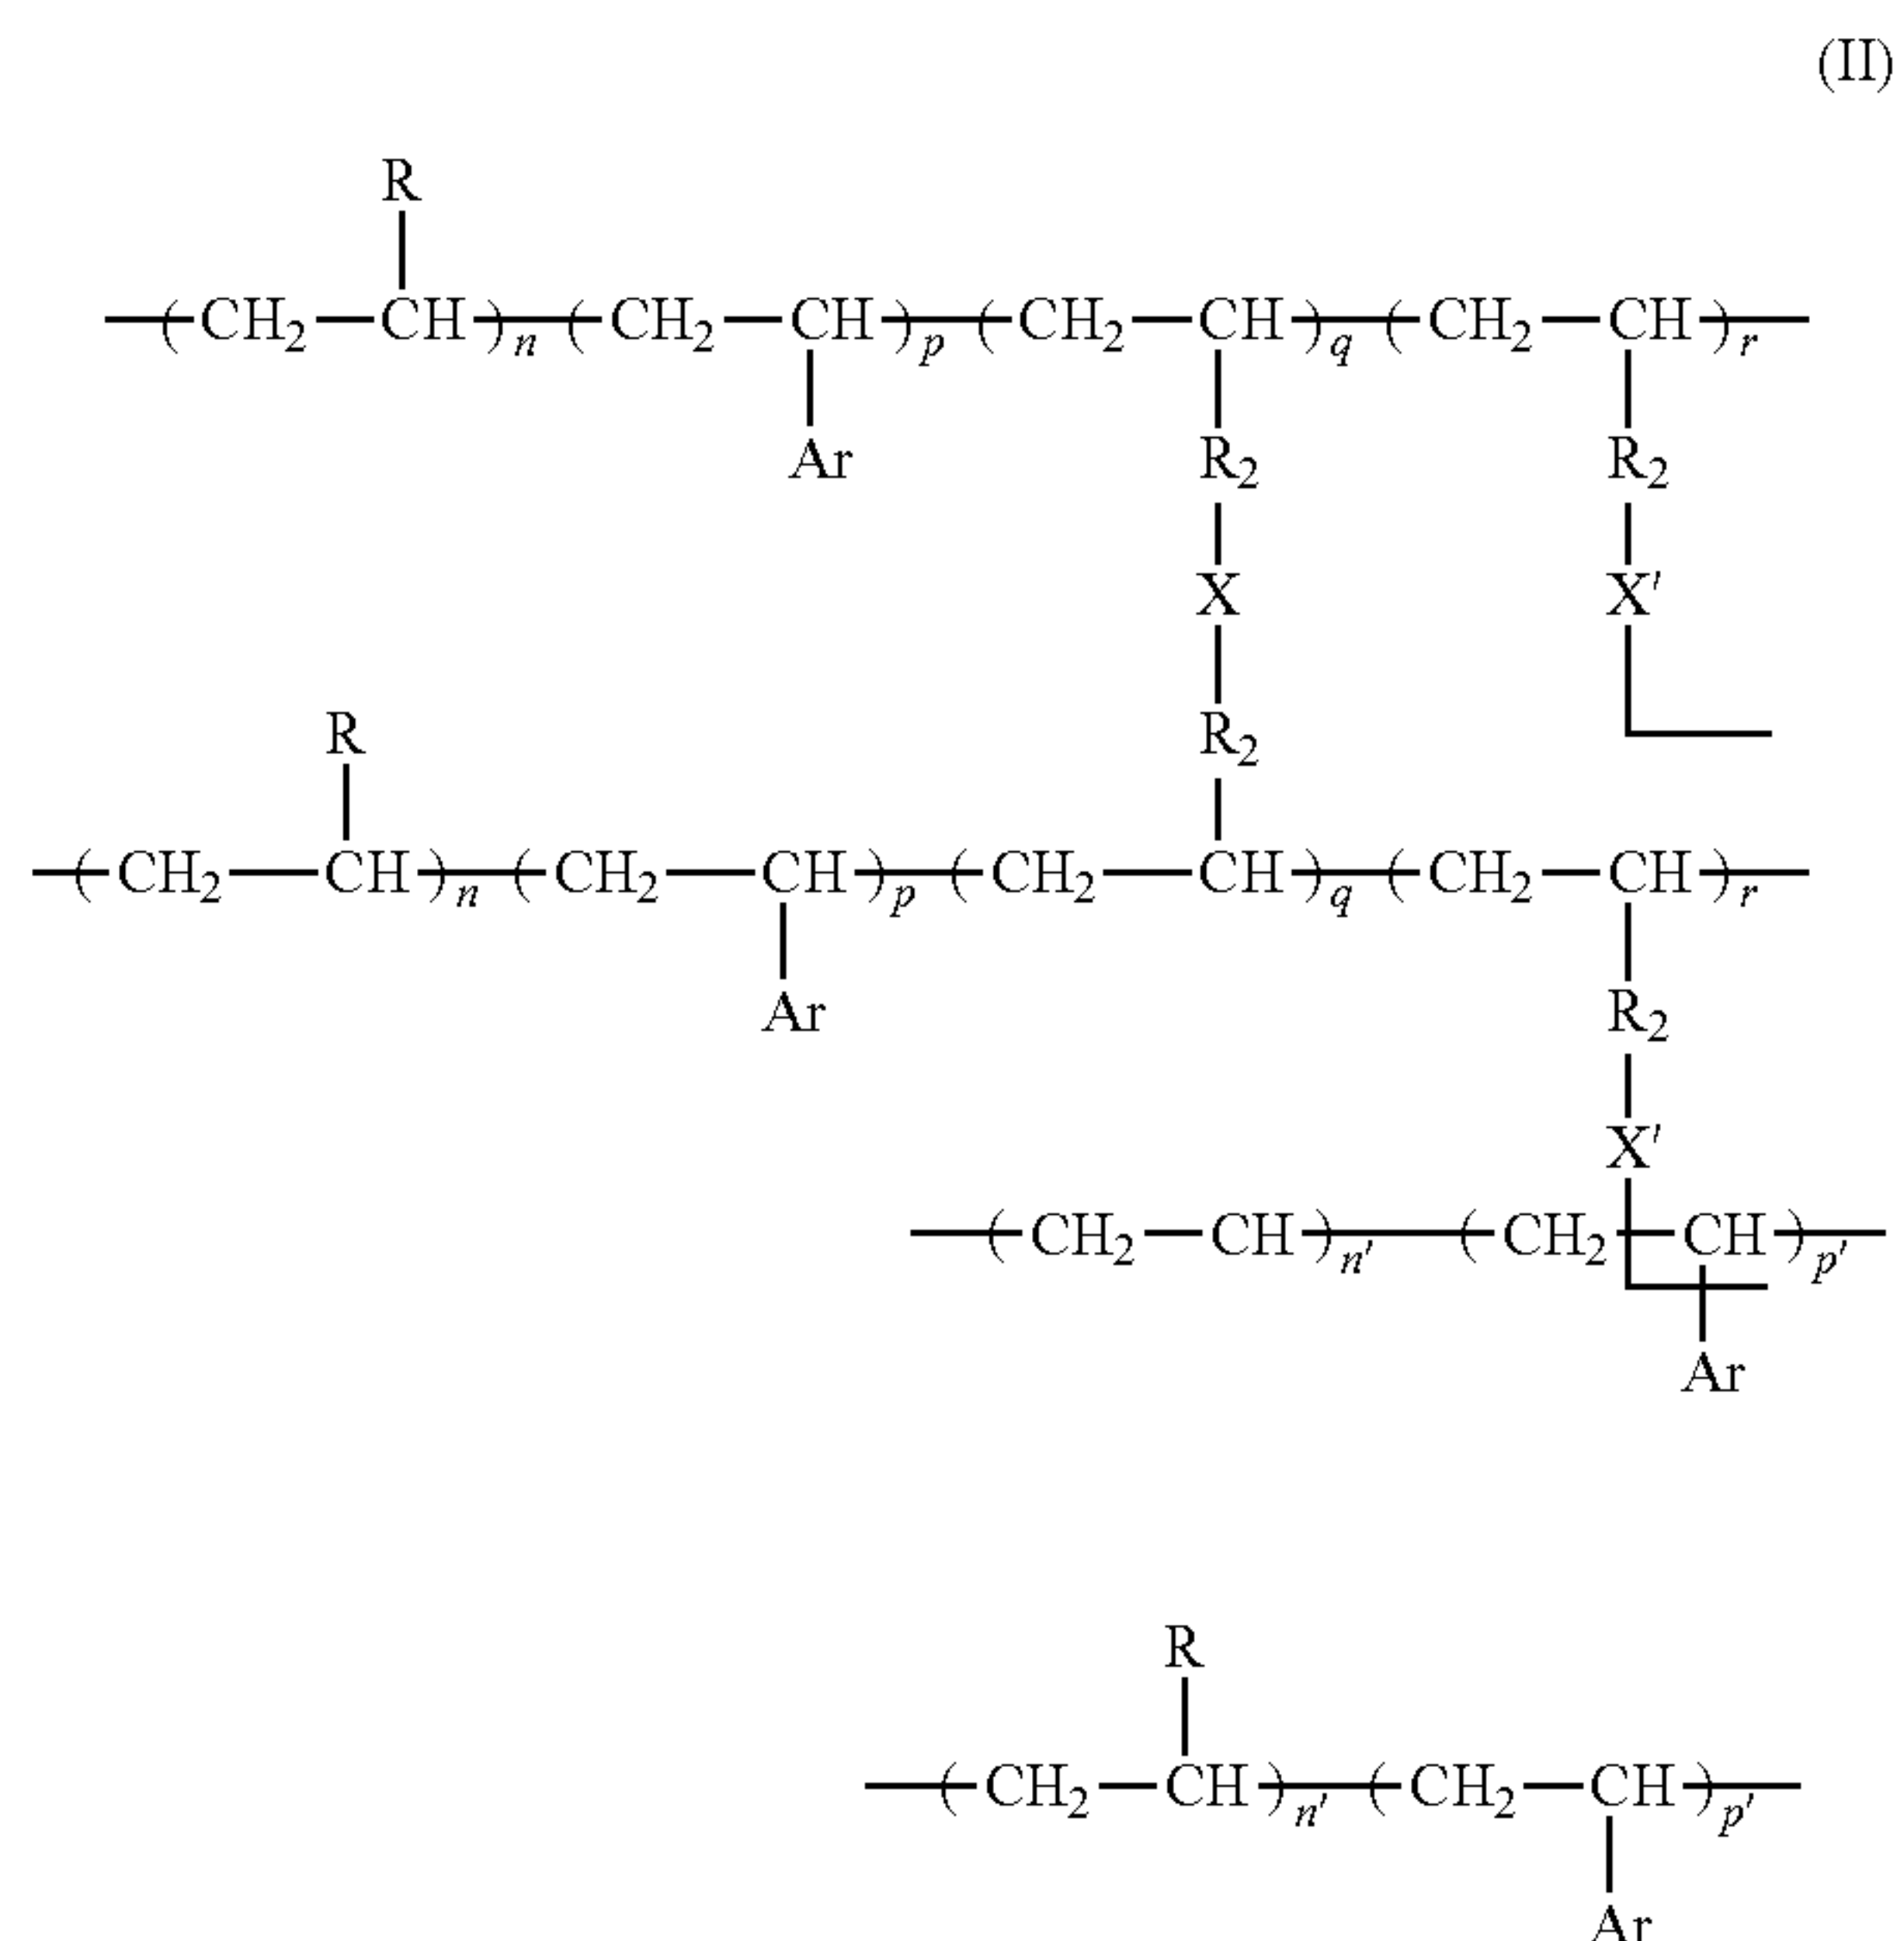 (II)
R
—(CH₂—CH)ₙ—(CH₂—CH)ₚ—(CH₂—CH)q—(CH₂—CH)ᵣ—
Ar R₂ R₂
X X'
R R₂
—(CH₂—CH)ₙ—(CH₂—CH)ₚ—(CH₂—CH)q—(CH₂—CH)ᵣ—
Ar R₂
X'
—(CH₂—CH)n'—(CH₂—CH)p'—
Ar
R
—(CH₂—CH)n'—(CH₂—CH)p'—
Ar